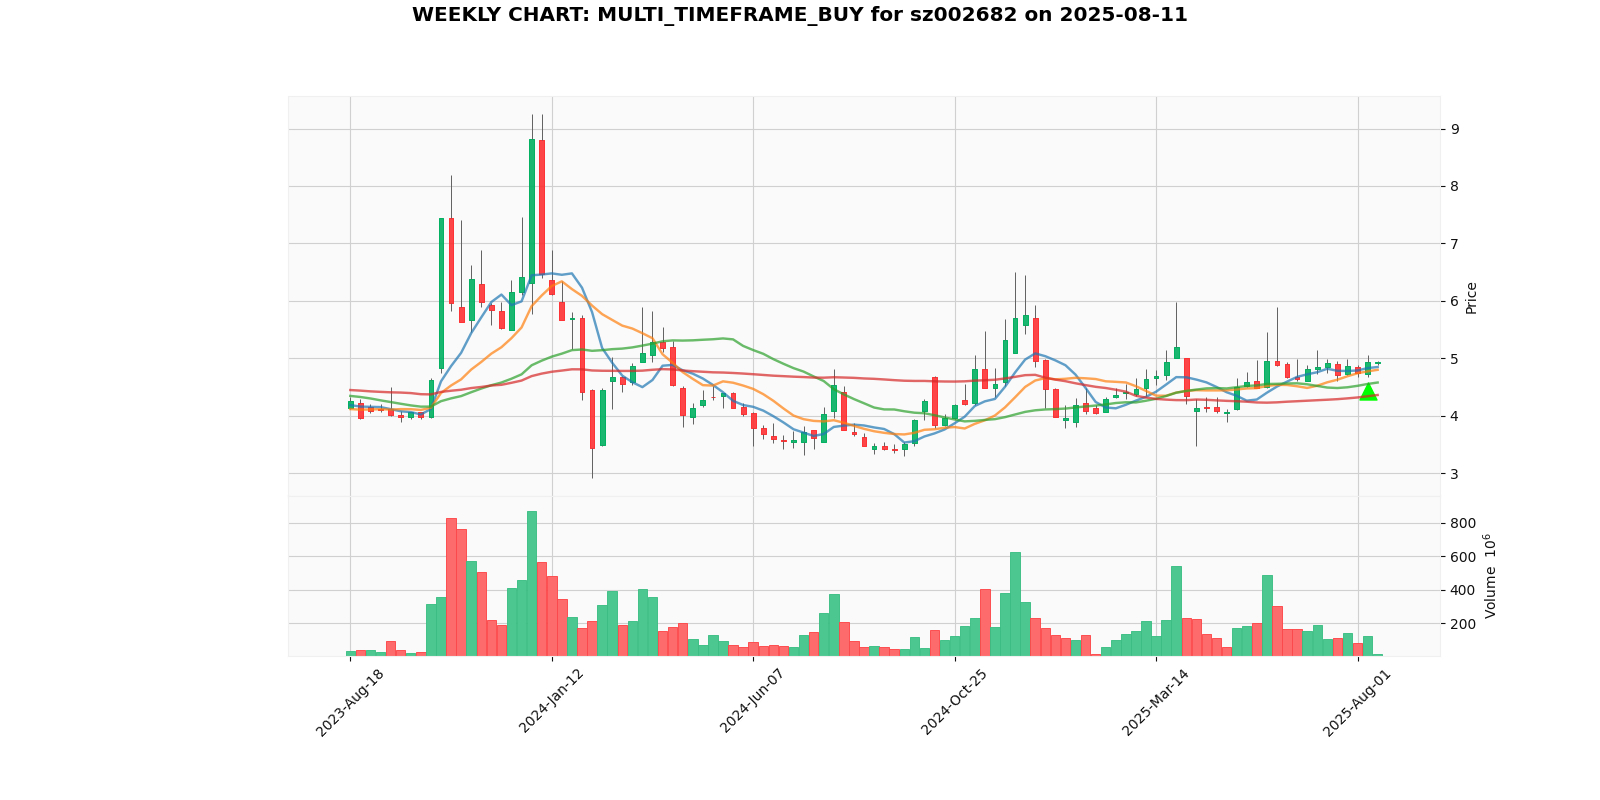 WEEKLY CHART: MULTI_TIMEFRAME_BUY for sz002682 on 2025-08-11
9
8
7
6
5
4
3
Price
800
600
400
200
Volume 10^6
2023-Aug-18
2024-Jan-12
2024-Jun-07
2024-Oct-25
2025-Mar-14
2025-Aug-01